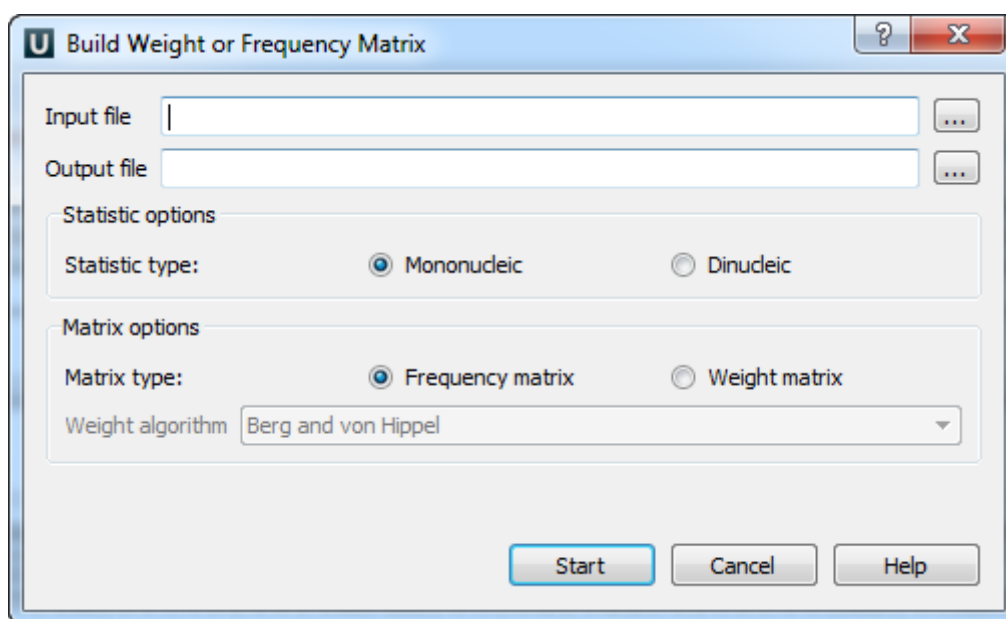 U Build Weight or Frequency Matrix ?
Input file ...
Output file ...
Statistic options
Statistic type: Mononucleic Dinucleic
Matrix options
Matrix type: Frequency matrix Weight matrix
Weight algorithm Berg and von Hippel
Start Cancel Help